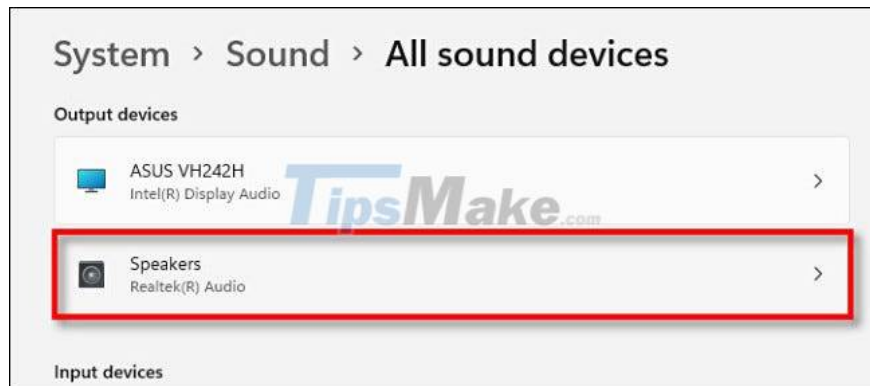 System > Sound > All sound devices
Output devices
ASUS VH242H
Intel(R) Display Audio
TipsMake.com
Speakers
Realtek(R) Audio
Input devices